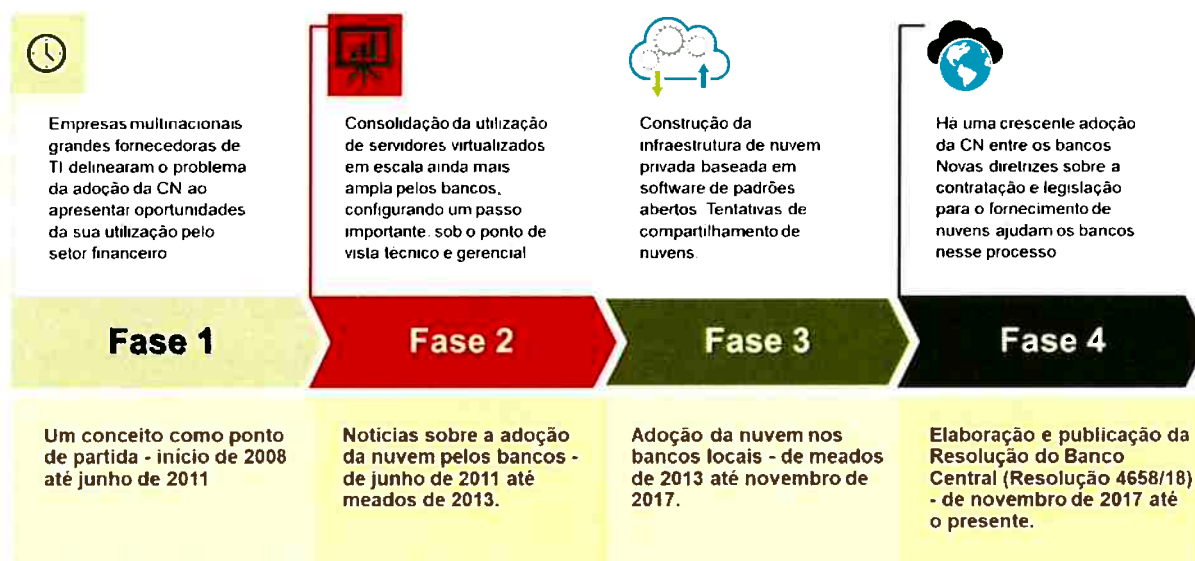 Empresas multinacionais
grandes fornecedoras de
TI delinearam o problema
da adoção da CN ao
apresentar oportunidades
da sua utilização pelo
setor financeiro
Consolidação da utilização
de servidores virtualizados
em escala ainda mais
ampla pelos bancos,
configurando um passo
importante, sob o ponto de
vista técnico e gerencial
Construção da
infraestrutura de nuvem
privada baseada em
software de padrões
abertos Tentativas de
compartilhamento de
nuvens.
Há uma crescente adoção
da CN entre os bancos
Novas diretrizes sobre a
contratação e legislação
para o fornecimento de
nuvens ajudam os bancos
nesse processo
Fase 1
Fase 2
Fase 3
Fase 4
Um conceito como ponto
de partida - início de 2008
até junho de 2011
Notícias sobre a adoção
da nuvem pelos bancos -
de junho de 2011 até
meados de 2013.
Adoção da nuvem nos
bancos locais - de meados
de 2013 até novembro de
2017.
Elaboração e publicação da
Resolução do Banco
Central (Resolução 4658/18)
- de novembro de 2017 até
o presente.